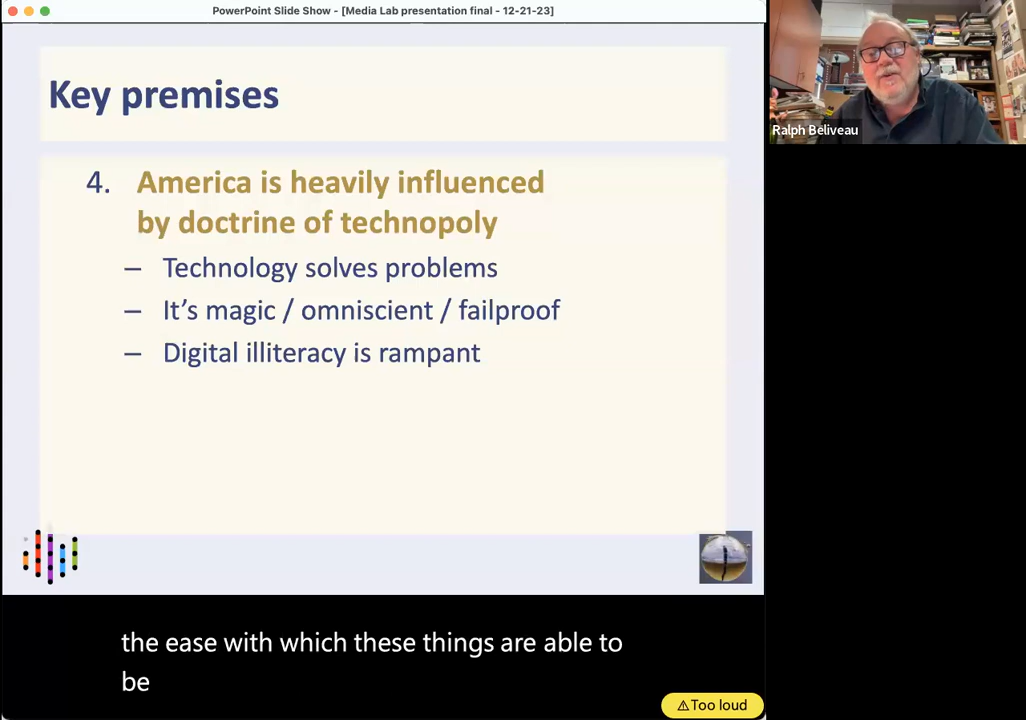 PowerPoint Slide Show - [Media Lab presentation final - 12-21-23]
Key premises
4. America is heavily influenced
by doctrine of technopoly
– Technology solves problems
– It’s magic / omniscient / failproof
– Digital illiteracy is rampant
Ralph Beliveau
the ease with which these things are able to
be
⚠Too loud